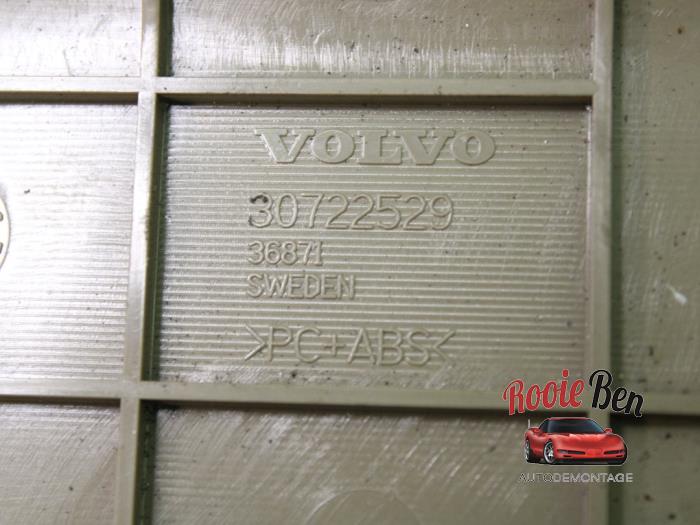 VOLVO
30722529
36871
SWEDEN
>PC+ABS<
Rooie Ben
AUTODEMONTAGE